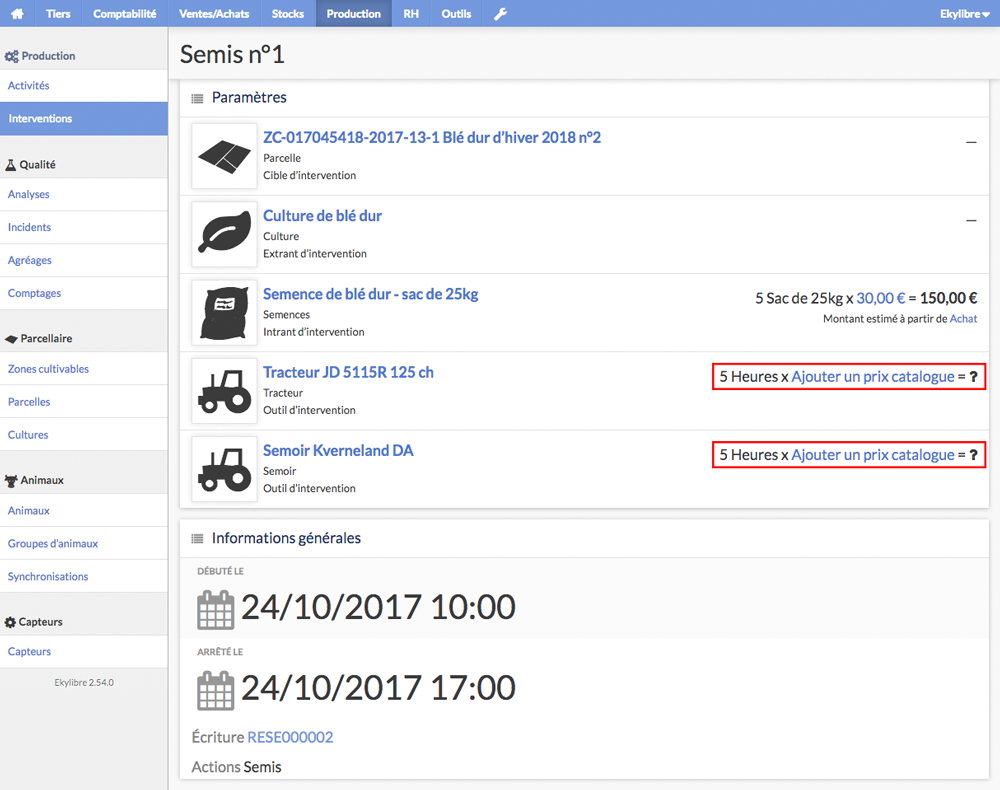 Tiers Comptabilité Ventes/Achats Stocks Production RH Outils Ekylibre
Production
Activités
Interventions
Qualité
Analyses
Incidents
Agréages
Comptages
Parcellaire
Zones cultivables
Parcelles
Cultures
Animaux
Animaux
Groupes d'animaux
Synchronisations
Capteurs
Capteurs
Ekylibre 2.54.0
Semis n°1
Paramètres
ZC-017045418-2017-13-1 Blé dur d'hiver 2018 n°2
Parcelle
Cible d'intervention
–
Culture de blé dur
Culture
Extrant d'intervention
–
Semence de blé dur - sac de 25kg
Semences
Intrant d'intervention
5 Sac de 25kg x 30,00 € = 150,00 €
Montant estimé à partir de Achat
Tracteur JD 5115R 125 ch
Tracteur
Outil d'intervention
5 Heures x Ajouter un prix catalogue = ?
Semoir Kverneland DA
Semoir
Outil d'intervention
5 Heures x Ajouter un prix catalogue = ?
Informations générales
DÉBUTÉ LE
24/10/2017 10:00
ARRÊTÉ LE
24/10/2017 17:00
Écriture RESE000002
Actions Semis